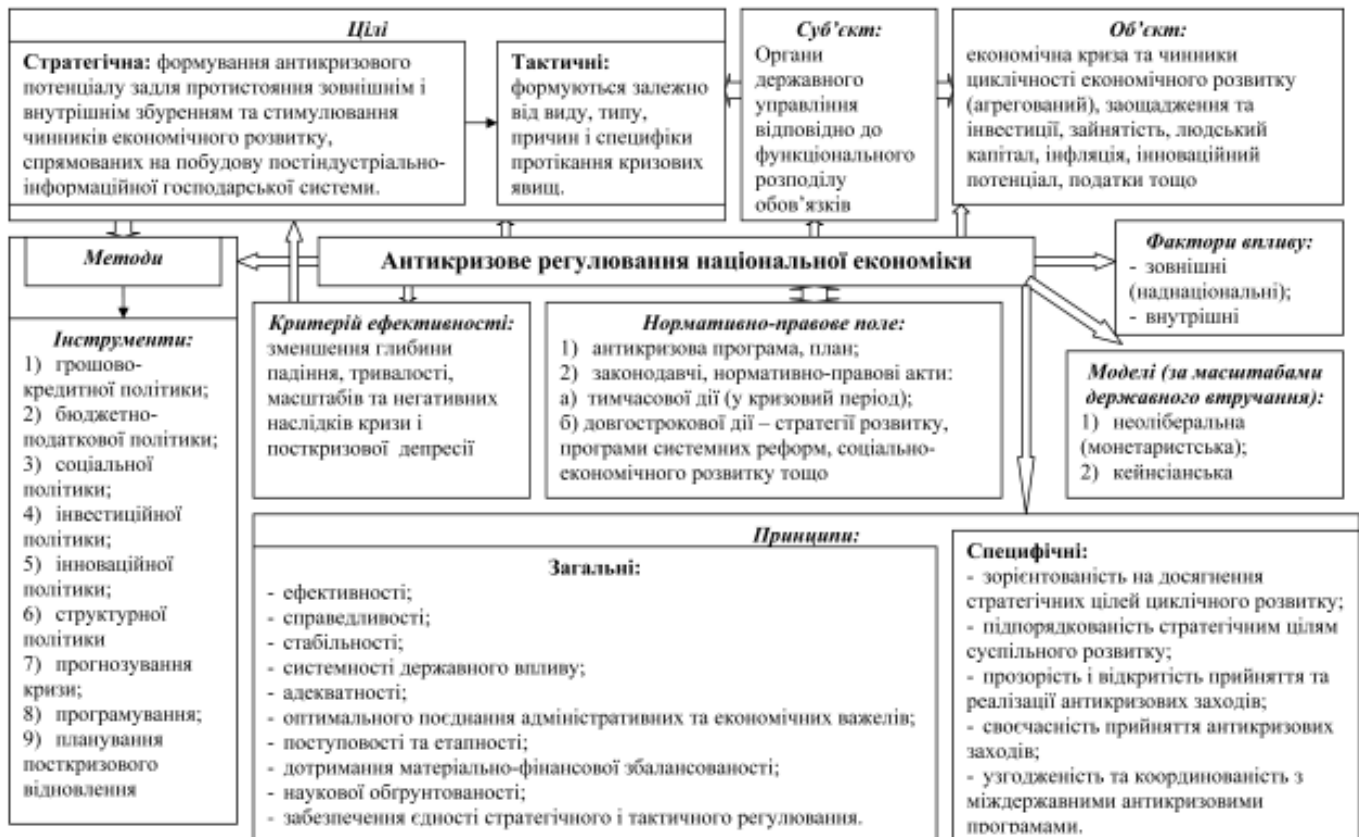 Цілі
Стратегічна: формування антикризового
потенціалу задля протистояння зовнішнім і
внутрішнім збуренням та стимулювання
чинників економічного розвитку,
спрямованих на побудову постіндустріально-
інформаційної господарської системи.
Тактичні:
формуються залежно
від виду, типу,
причин і специфіки
протікання кризових
явищ.
Суб’єкт:
Органи
державного
управління
відповідно до
функціонального
розподілу
обов’язків
Об’єкт:
економічна криза та чинники
циклічності економічного розвитку
(агрегований), заощадження та
інвестиції, зайнятість, людський
капітал, інфляція, інноваційний
потенціал, податки тощо
Методи
Антикризове регулювання національної економіки
Фактори впливу:
- зовнішні
(наднаціональні);
- внутрішні
Інструменти:
1) грошово-
кредитної політики;
2) бюджетно-
податкової політики;
3) соціальної
політики;
4) інвестиційної
політики;
5) інноваційної
політики;
6) структурної
політики
7) прогнозування
кризи;
8) програмування;
9) планування
посткризового
відновлення
Критерій ефективності:
зменшення глибини
падіння, тривалості,
масштабів та негативних
наслідків кризи і
посткризової депресії
Нормативно-правове поле:
1) антикризова програма, план;
2) законодавчі, нормативно-правові акти:
а) тимчасової дії (у кризовий період);
б) довгострокової дії – стратегії розвитку,
програми системних реформ, соціально-
економічного розвитку тощо
Моделі (за масштабами
державного втручання):
1) неоліберальна
(монетаристська);
2) кейнсіанська
Принципи:
Загальні:
- ефективності;
- справедливості;
- стабільності;
- системності державного впливу;
- адекватності;
- оптимального поєднання адміністративних та економічних важелів;
- поступовості та етапності;
- дотримання матеріально-фінансової збалансованості;
- наукової обґрунтованості;
- забезпечення єдності стратегічного і тактичного регулювання.
Специфічні:
- зорієнтованість на досягнення
стратегічних цілей циклічного розвитку;
- підпорядкованість стратегічним цілям
суспільного розвитку;
- прозорість і відкритість прийняття та
реалізації антикризових заходів;
- своєчасність прийняття антикризових
заходів;
- узгодженість та координованість з
міждержавними антикризовими
програмами.